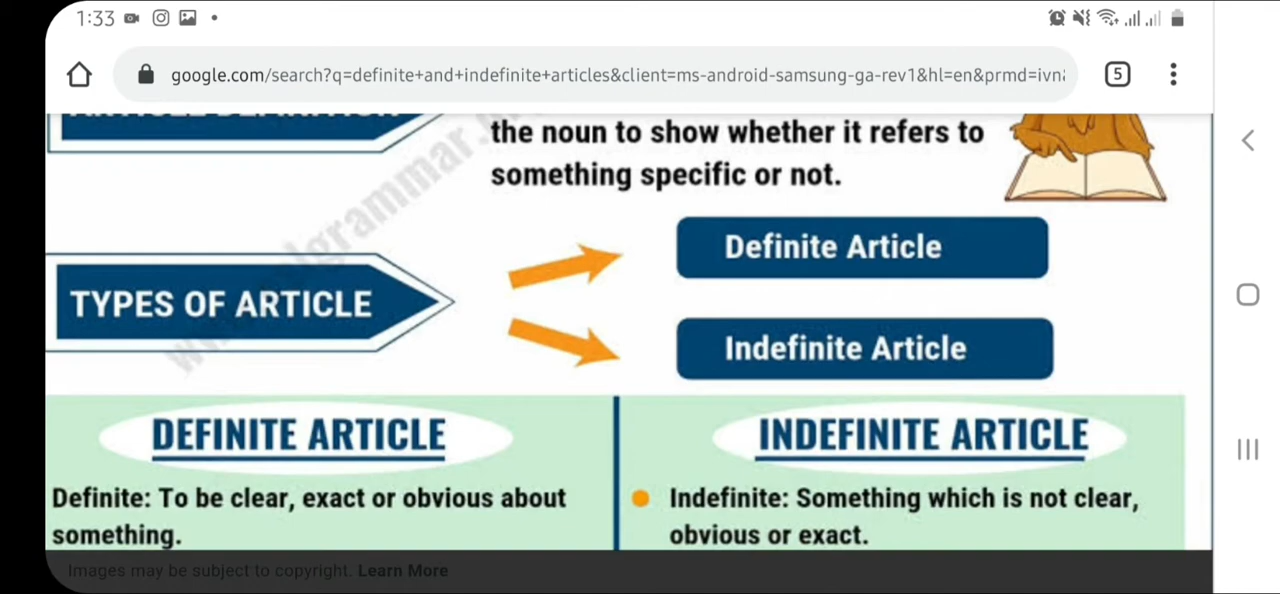 1:33
google.com/search?q=definite+and+indefinite+articles&client=ms-android-samsung-ga-rev1&hl=en&prmd=ivn
5
the noun to show whether it refers to
something specific or not.
Definite Article
TYPES OF ARTICLE
Indefinite Article
DEFINITE ARTICLE
INDEFINITE ARTICLE
Definite: To be clear, exact or obvious about
something.
Indefinite: Something which is not clear,
obvious or exact.
Images may be subject to copyright. Learn More